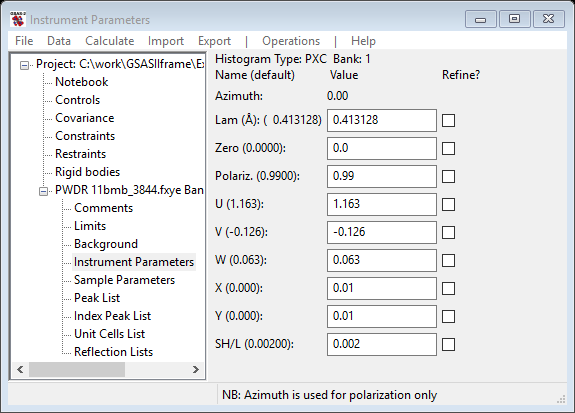 Instrument Parameters
File Data Calculate Import Export | Operations | Help
Project: C:\work\GSASIIframe\Ex
Notebook
Controls
Covariance
Constraints
Restraints
Rigid bodies
PWDR 11bmb_3844.fxye Ban
Comments
Limits
Background
Instrument Parameters
Sample Parameters
Peak List
Index Peak List
Unit Cells List
Reflection Lists
Histogram Type: PXC Bank: 1
Name (default) Value Refine?
Azimuth: 0.00
Lam (Å): ( 0.413128) 0.413128
Zero (0.0000): 0.0
Polariz. (0.9900): 0.99
U (1.163): 1.163
V (-0.126): -0.126
W (0.063): 0.063
X (0.000): 0.01
Y (0.000): 0.01
SH/L (0.00200): 0.002
NB: Azimuth is used for polarization only